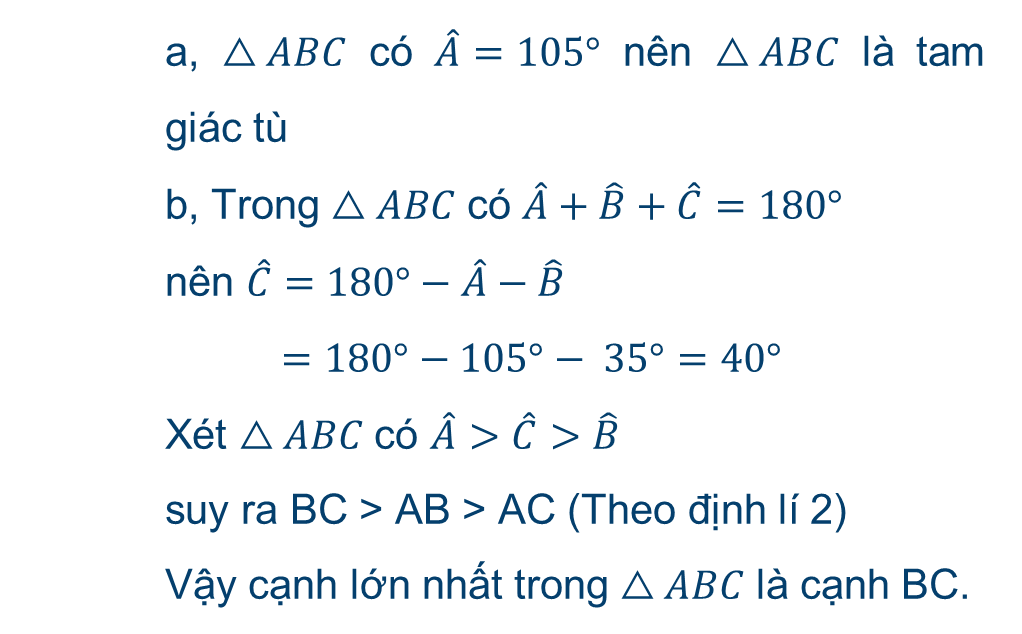 a, △ ABC có Â = 105° nên △ ABC là tam
giác tù
b, Trong △ ABC có Â + B̂ + Ĉ = 180°
nên Ĉ = 180° − Â − B̂
= 180° − 105° − 35° = 40°
Xét △ ABC có Â > Ĉ > B̂
suy ra BC > AB > AC (Theo định lí 2)
Vậy cạnh lớn nhất trong △ ABC là cạnh BC.